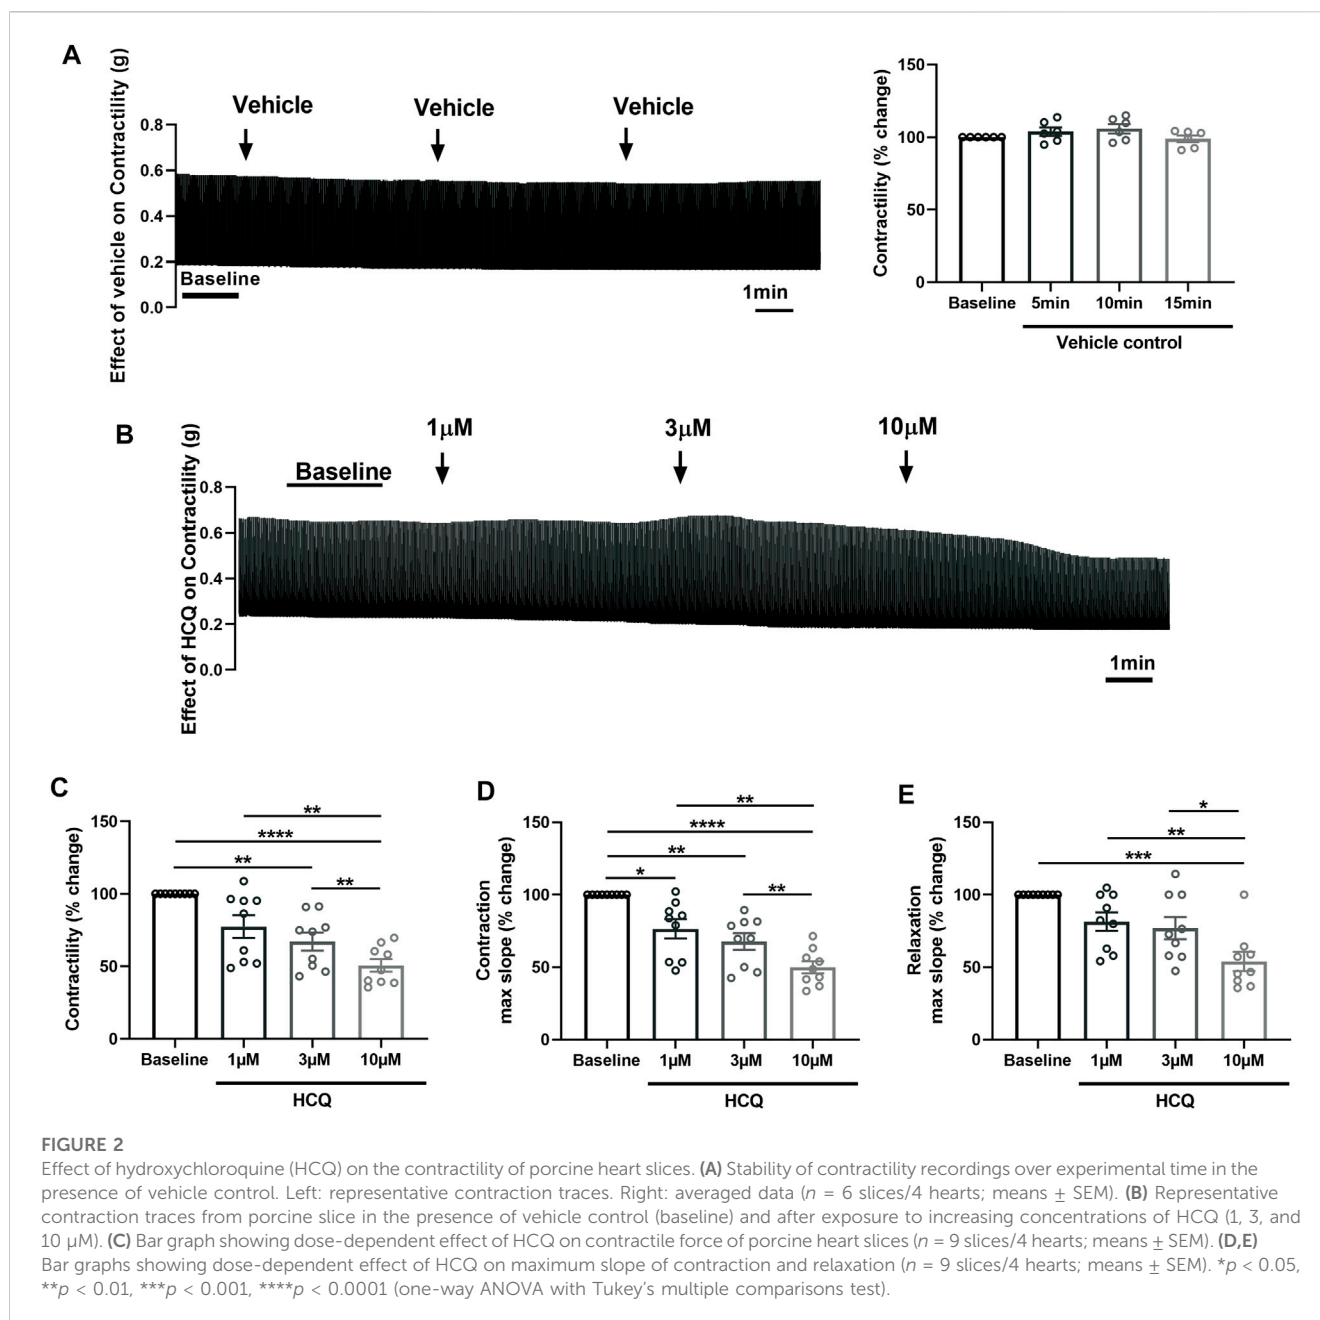 A
Effect of vehicle on Contractility (g)
Vehicle
Vehicle
Vehicle
0.8
0.6
0.4
0.2
0.0
Baseline
1min
Contractility (% change)
150
100
50
0
Baseline
5min
10min
15min
Vehicle control
B
Effect of HCQ on Contractility (g)
1μM
3μM
10μM
Baseline
0.8
0.6
0.4
0.2
0.0
1min
C
Contractility (% change)
150
100
50
0
**
****
**
**
Baseline
1μM
3μM
10μM
HCQ
D
Contraction
max slope (% change)
150
100
50
0
**
****
**
*
**
Baseline
1μM
3μM
10μM
HCQ
E
Relaxation
max slope (% change)
150
100
50
0
*
**
***
Baseline
1μM
3μM
10μM
HCQ
FIGURE 2
Effect of hydroxychloroquine (HCQ) on the contractility of porcine heart slices. (A) Stability of contractility recordings over experimental time in the
presence of vehicle control. Left: representative contraction traces. Right: averaged data (n = 6 slices/4 hearts; means ± SEM). (B) Representative
contraction traces from porcine slice in the presence of vehicle control (baseline) and after exposure to increasing concentrations of HCQ (1, 3, and
10 μM). (C) Bar graph showing dose-dependent effect of HCQ on contractile force of porcine heart slices (n = 9 slices/4 hearts; means ± SEM). (D,E)
Bar graphs showing dose-dependent effect of HCQ on maximum slope of contraction and relaxation (n = 9 slices/4 hearts; means ± SEM). *p < 0.05,
**p < 0.01, ***p < 0.001, ****p < 0.0001 (one-way ANOVA with Tukey's multiple comparisons test).